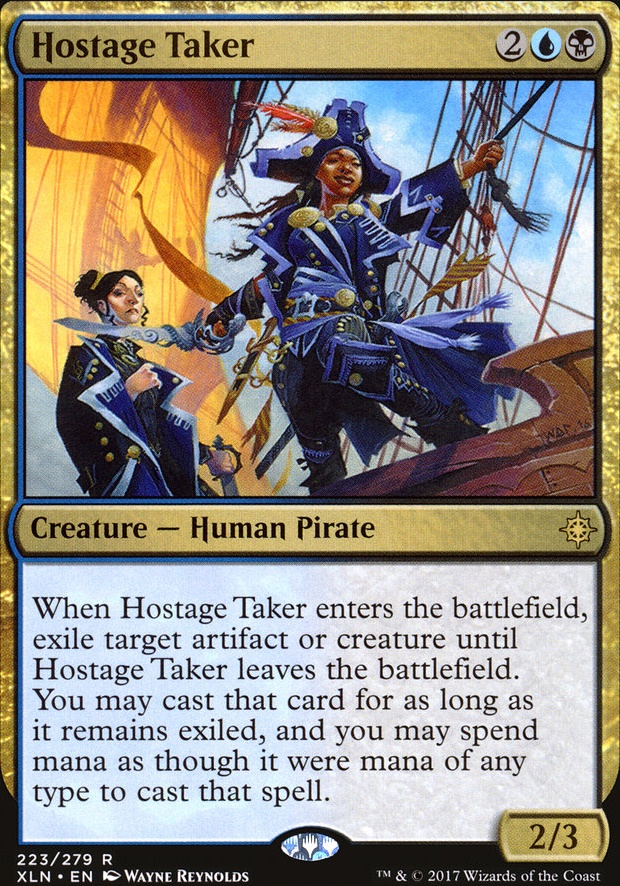 Hostage Taker 2
Creature — Human Pirate
When Hostage Taker enters the battlefield,
exile target artifact or creature until
Hostage Taker leaves the battlefield.
You may cast that card for as long as
it remains exiled, and you may spend
mana as though it were mana of any
type to cast that spell.
2/3
223/279 R
XLN • EN WAYNE REYNOLDS
™ & © 2017 Wizards of the Coast